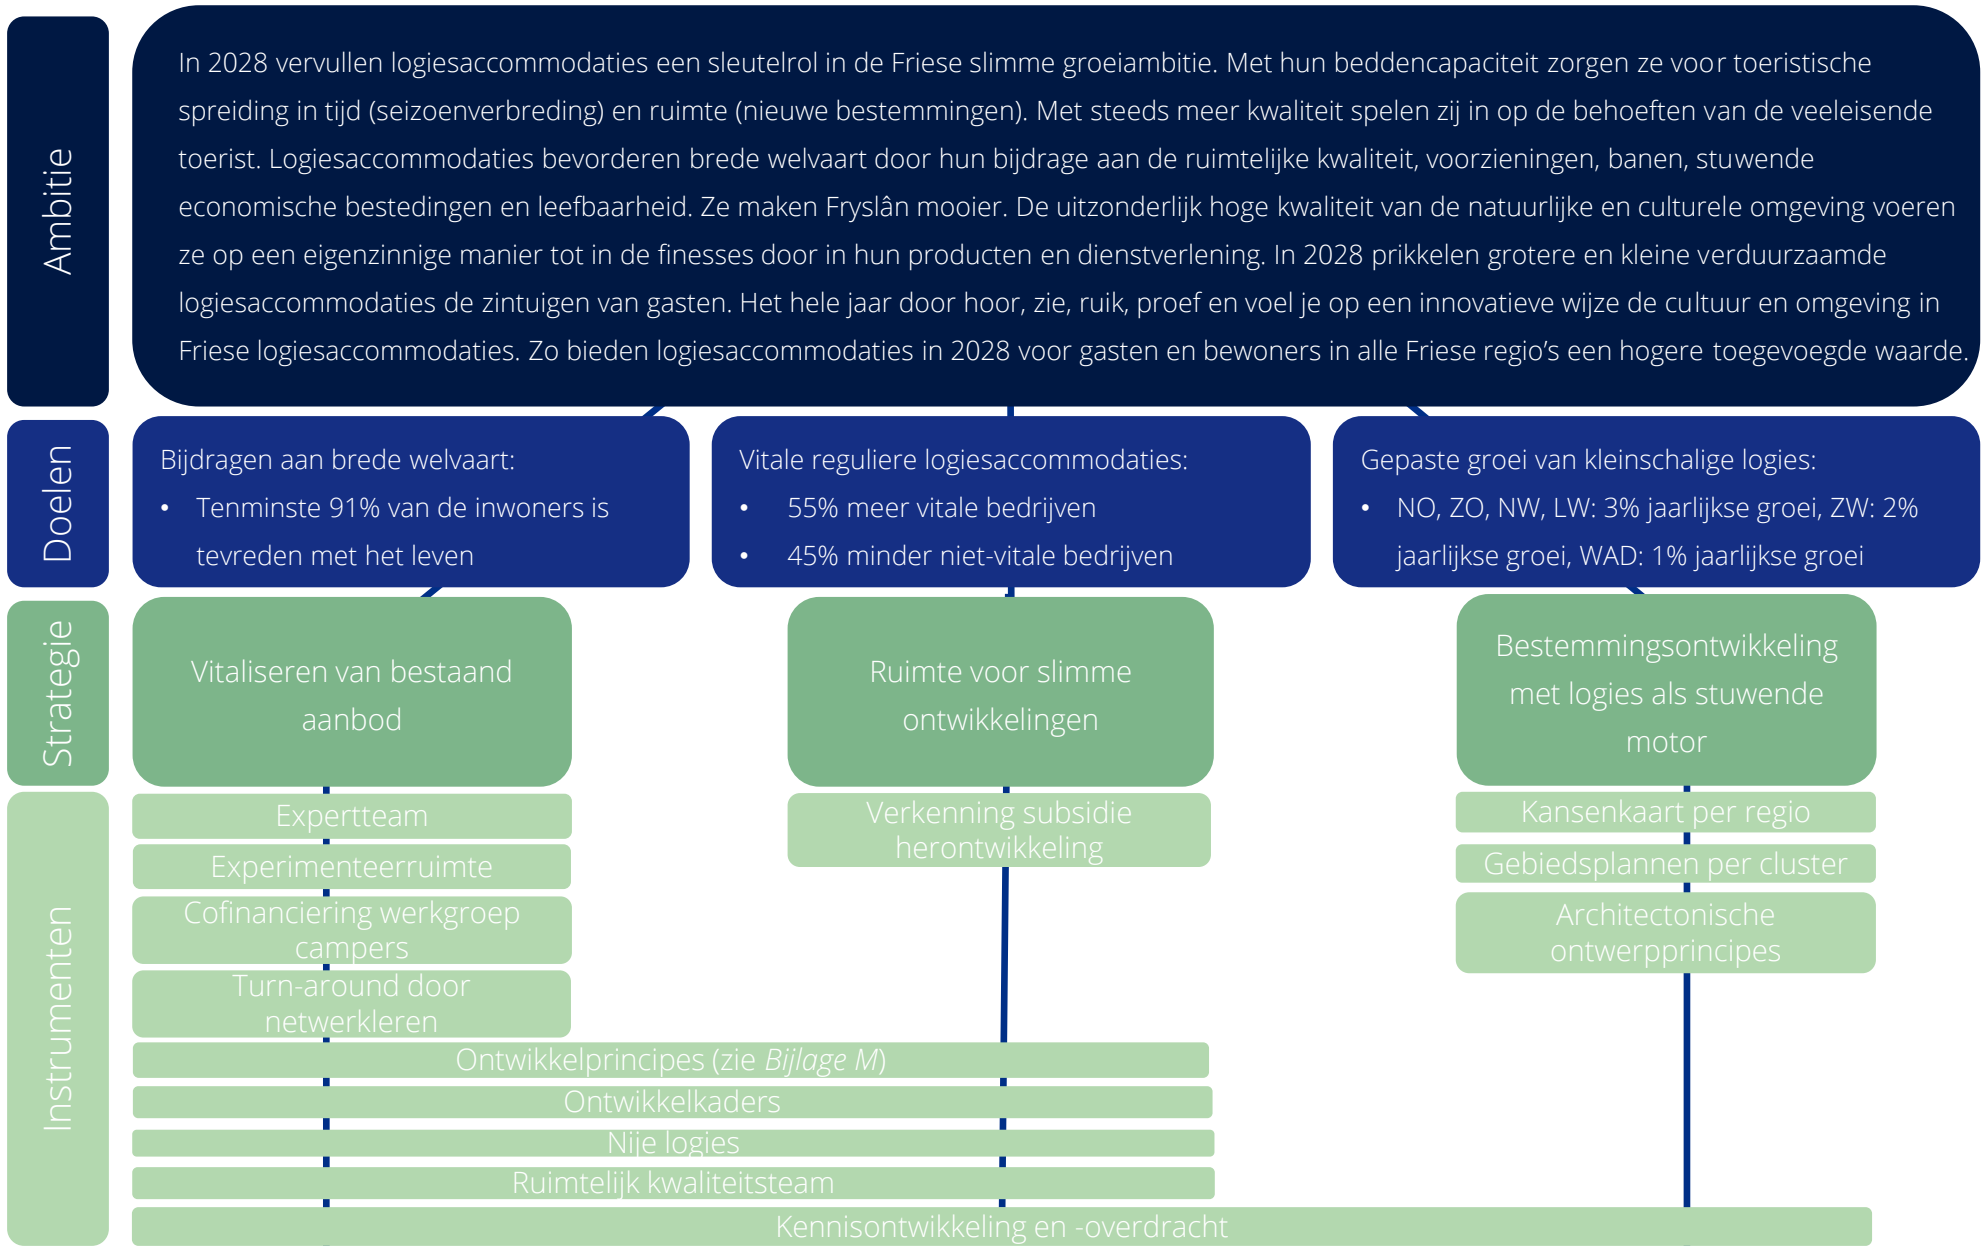 Ambitie
In 2028 vervullen logiesaccommodaties een sleutelrol in de Friese slimme groeiambitie. Met hun beddencapaciteit zorgen ze voor toeristische
spreiding in tijd (seizoenverbreding) en ruimte (nieuwe bestemmingen). Met steeds meer kwaliteit spelen zij in op de behoeften van de veeleisende
toerist. Logiesaccommodaties bevorderen brede welvaart door hun bijdrage aan de ruimtelijke kwaliteit, voorzieningen, banen, stuwende
economische bestedingen en leefbaarheid. Ze maken Fryslân mooier. De uitzonderlijk hoge kwaliteit van de natuurlijke en culturele omgeving voeren
ze op een eigenzinnige manier tot in de finesses door in hun producten en dienstverlening. In 2028 prikkelen grotere en kleine verduurzaamde
logiesaccommodaties de zintuigen van gasten. Het hele jaar door hoor, zie, ruik, proef en voel je op een innovatieve wijze de cultuur en omgeving in
Friese logiesaccommodaties. Zo bieden logiesaccommodaties in 2028 voor gasten en bewoners in alle Friese regio's een hogere toegevoegde waarde.
Doelen
Bijdragen aan brede welvaart:
• Tenminste 91% van de inwoners is
tevreden met het leven
Vitale reguliere logiesaccommodaties:
• 55% meer vitale bedrijven
• 45% minder niet-vitale bedrijven
Gepaste groei van kleinschalige logies:
• NO, ZO, NW, LW: 3% jaarlijkse groei, ZW: 2%
jaarlijkse groei, WAD: 1% jaarlijkse groei
Strategie
Vitaliseren van bestaand
aanbod
Ruimte voor slimme
ontwikkelingen
Bestemmingsontwikkeling
met logies als stuwende
motor
Instrumenten
Expertteam
Experimenteerruimte
Cofinanciering werkgroep
campers
Turn-around door
netwerkleren
Verkenning subsidie
herontwikkeling
Kansenkaart per regio
Gebiedsplannen per cluster
Architectonische
ontwerpprincipes
Ontwikkelprincipes (zie Bijlage M)
Ontwikkelkaders
Nije logies
Ruimtelijk kwaliteitsteam
Kennisontwikkeling en -overdracht